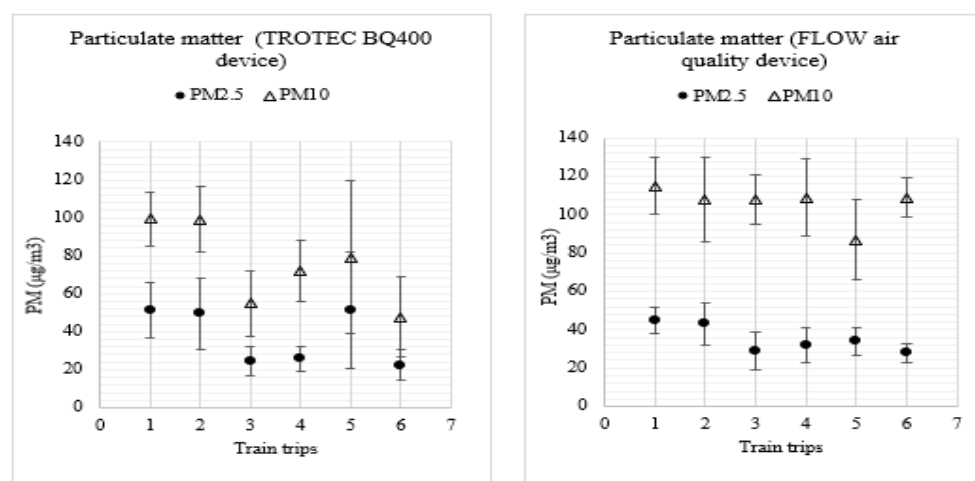 Particulate matter (TROTEC BQ400
device)
PM2.5 PM10
140
120
100
80
60
40
20
0
PM (µg/m3)
0 1 2 3 4 5 6 7
Train trips
Particulate matter (FLOW air
quality device)
PM2.5 PM10
140
120
100
80
60
40
20
0
PM (µg/m3)
0 1 2 3 4 5 6 7
Train trips